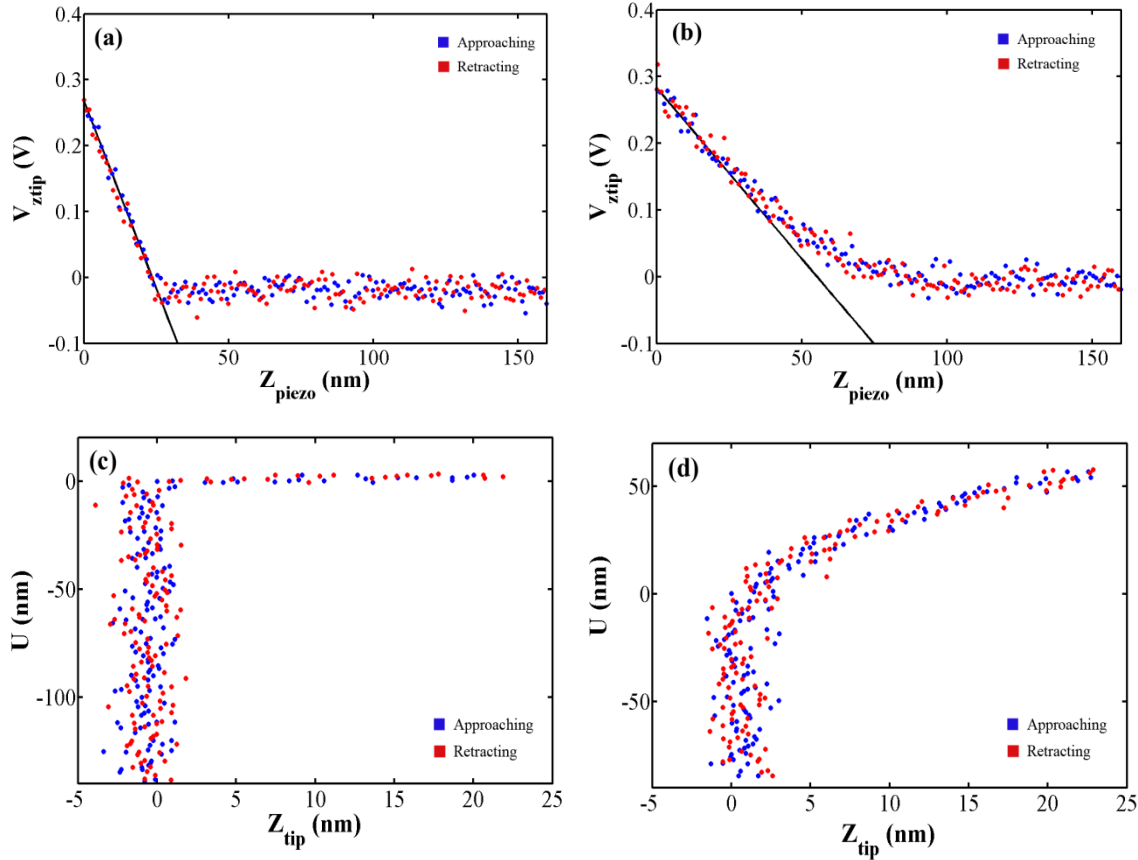 (a)
Approaching
Retracting
V_ztip (V)
0.4
0.3
0.2
0.1
0
-0.1
0
50
100
150
Z_piezo (nm)
(b)
Approaching
Retracting
V_ztip (V)
0.4
0.3
0.2
0.1
0
-0.1
0
50
100
150
Z_piezo (nm)
(c)
U (nm)
0
-50
-100
Approaching
Retracting
-5
0
5
10
15
20
25
Z_tip (nm)
(d)
U (nm)
50
0
-50
Approaching
Retracting
-5
0
5
10
15
20
25
Z_tip (nm)